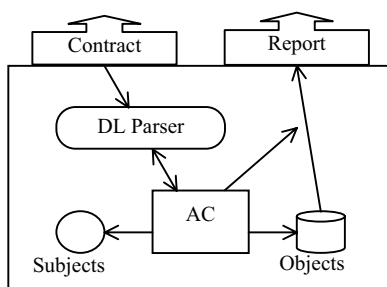 Contract
Report
DL Parser
AC
Subjects
Objects